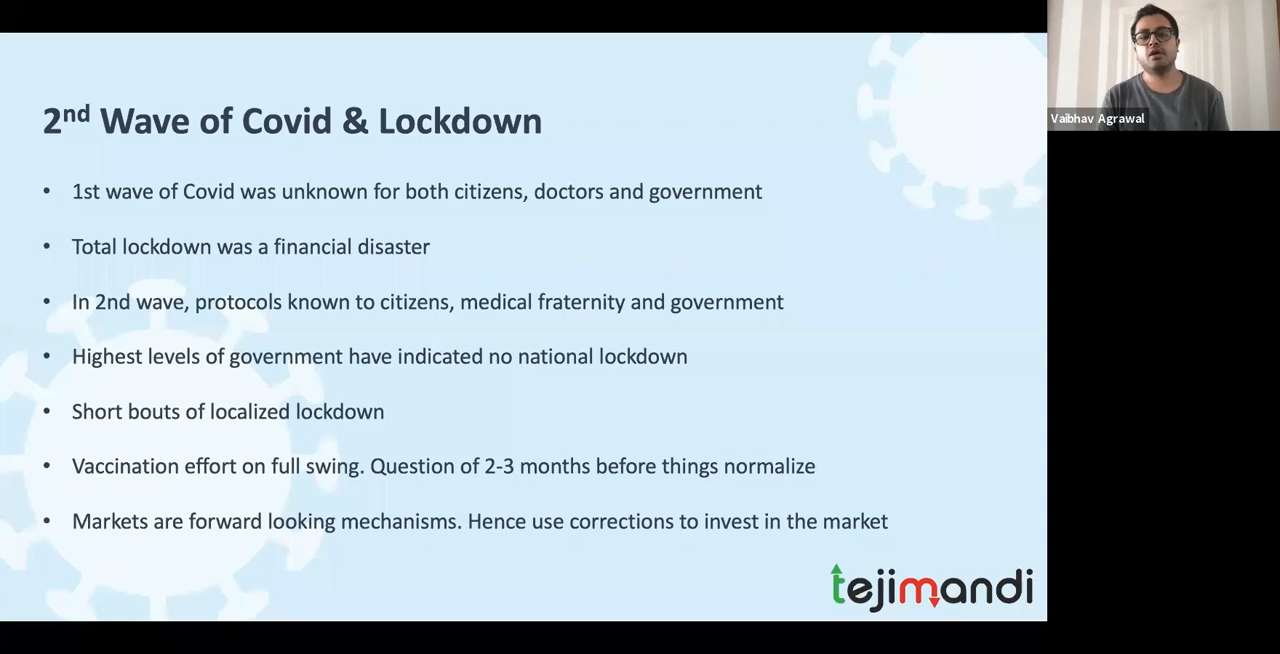 2nd Wave of Covid & Lockdown
• 1st wave of Covid was unknown for both citizens, doctors and government
• Total lockdown was a financial disaster
• In 2nd wave, protocols known to citizens, medical fraternity and government
• Highest levels of government have indicated no national lockdown
• Short bouts of localized lockdown
• Vaccination effort on full swing. Question of 2-3 months before things normalize
• Markets are forward looking mechanisms. Hence use corrections to invest in the market
tejimandi
Vaibhav Agrawal